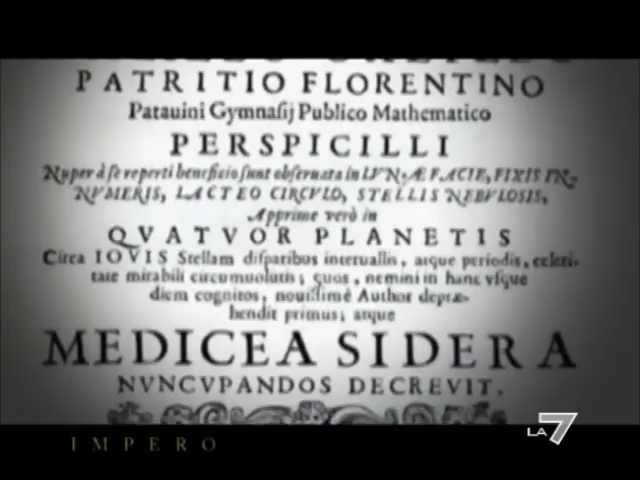 PATRITIO FLORENTINO
Patauini Gymnasij Publico Mathematico
PERSPICILLI
Nuper à se reperti beneficio sunt obseruata in LVNÆ FACIE, FIXIS IN-
NVMERIS, LACTEO CIRCVLO, STELLIS NEBVLOSIS,
Apprime verò in
QVATVOR PLANETIS
Circa IOVIS Stellam disparibus interuallis, atque periodis, celeri-
tate mirabili circumuolutis; quos, nemini in hanc vsque
diem cognitos, nouissimè Author depræ-
hendit primus; atque
MEDICEA SIDERA
NVNCVPANDOS DECREVIT.
IMPERO
LA7